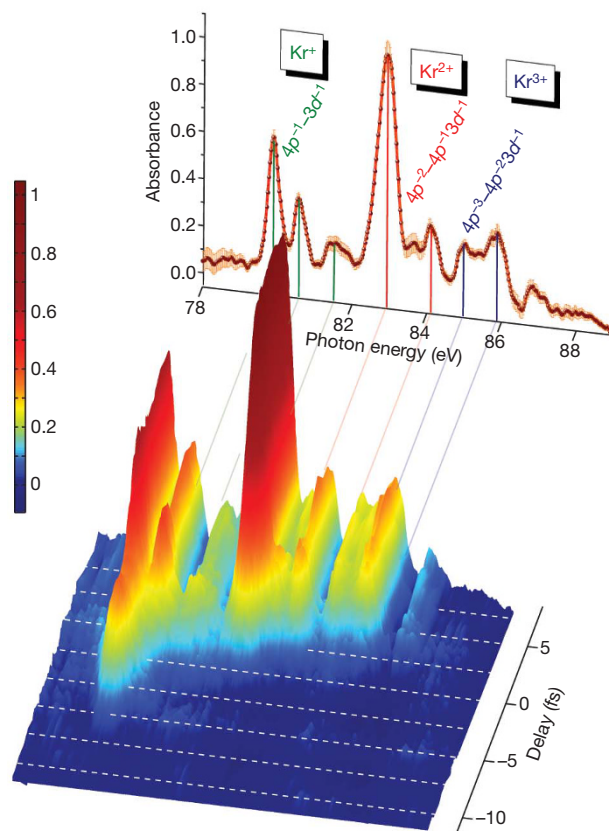 1.0
0.8
0.6
0.4
0.2
0.0
Absorbance
Kr⁺
Kr²⁺
Kr³⁺
4p⁻¹–3d⁻¹
4p⁻²–4p⁻¹3d⁻¹
4p⁻³–4p⁻²3d⁻¹
78
82
84
86
88
Photon energy (eV)
1
0.8
0.6
0.4
0.2
0
5
0
–5
–10
Delay (fs)